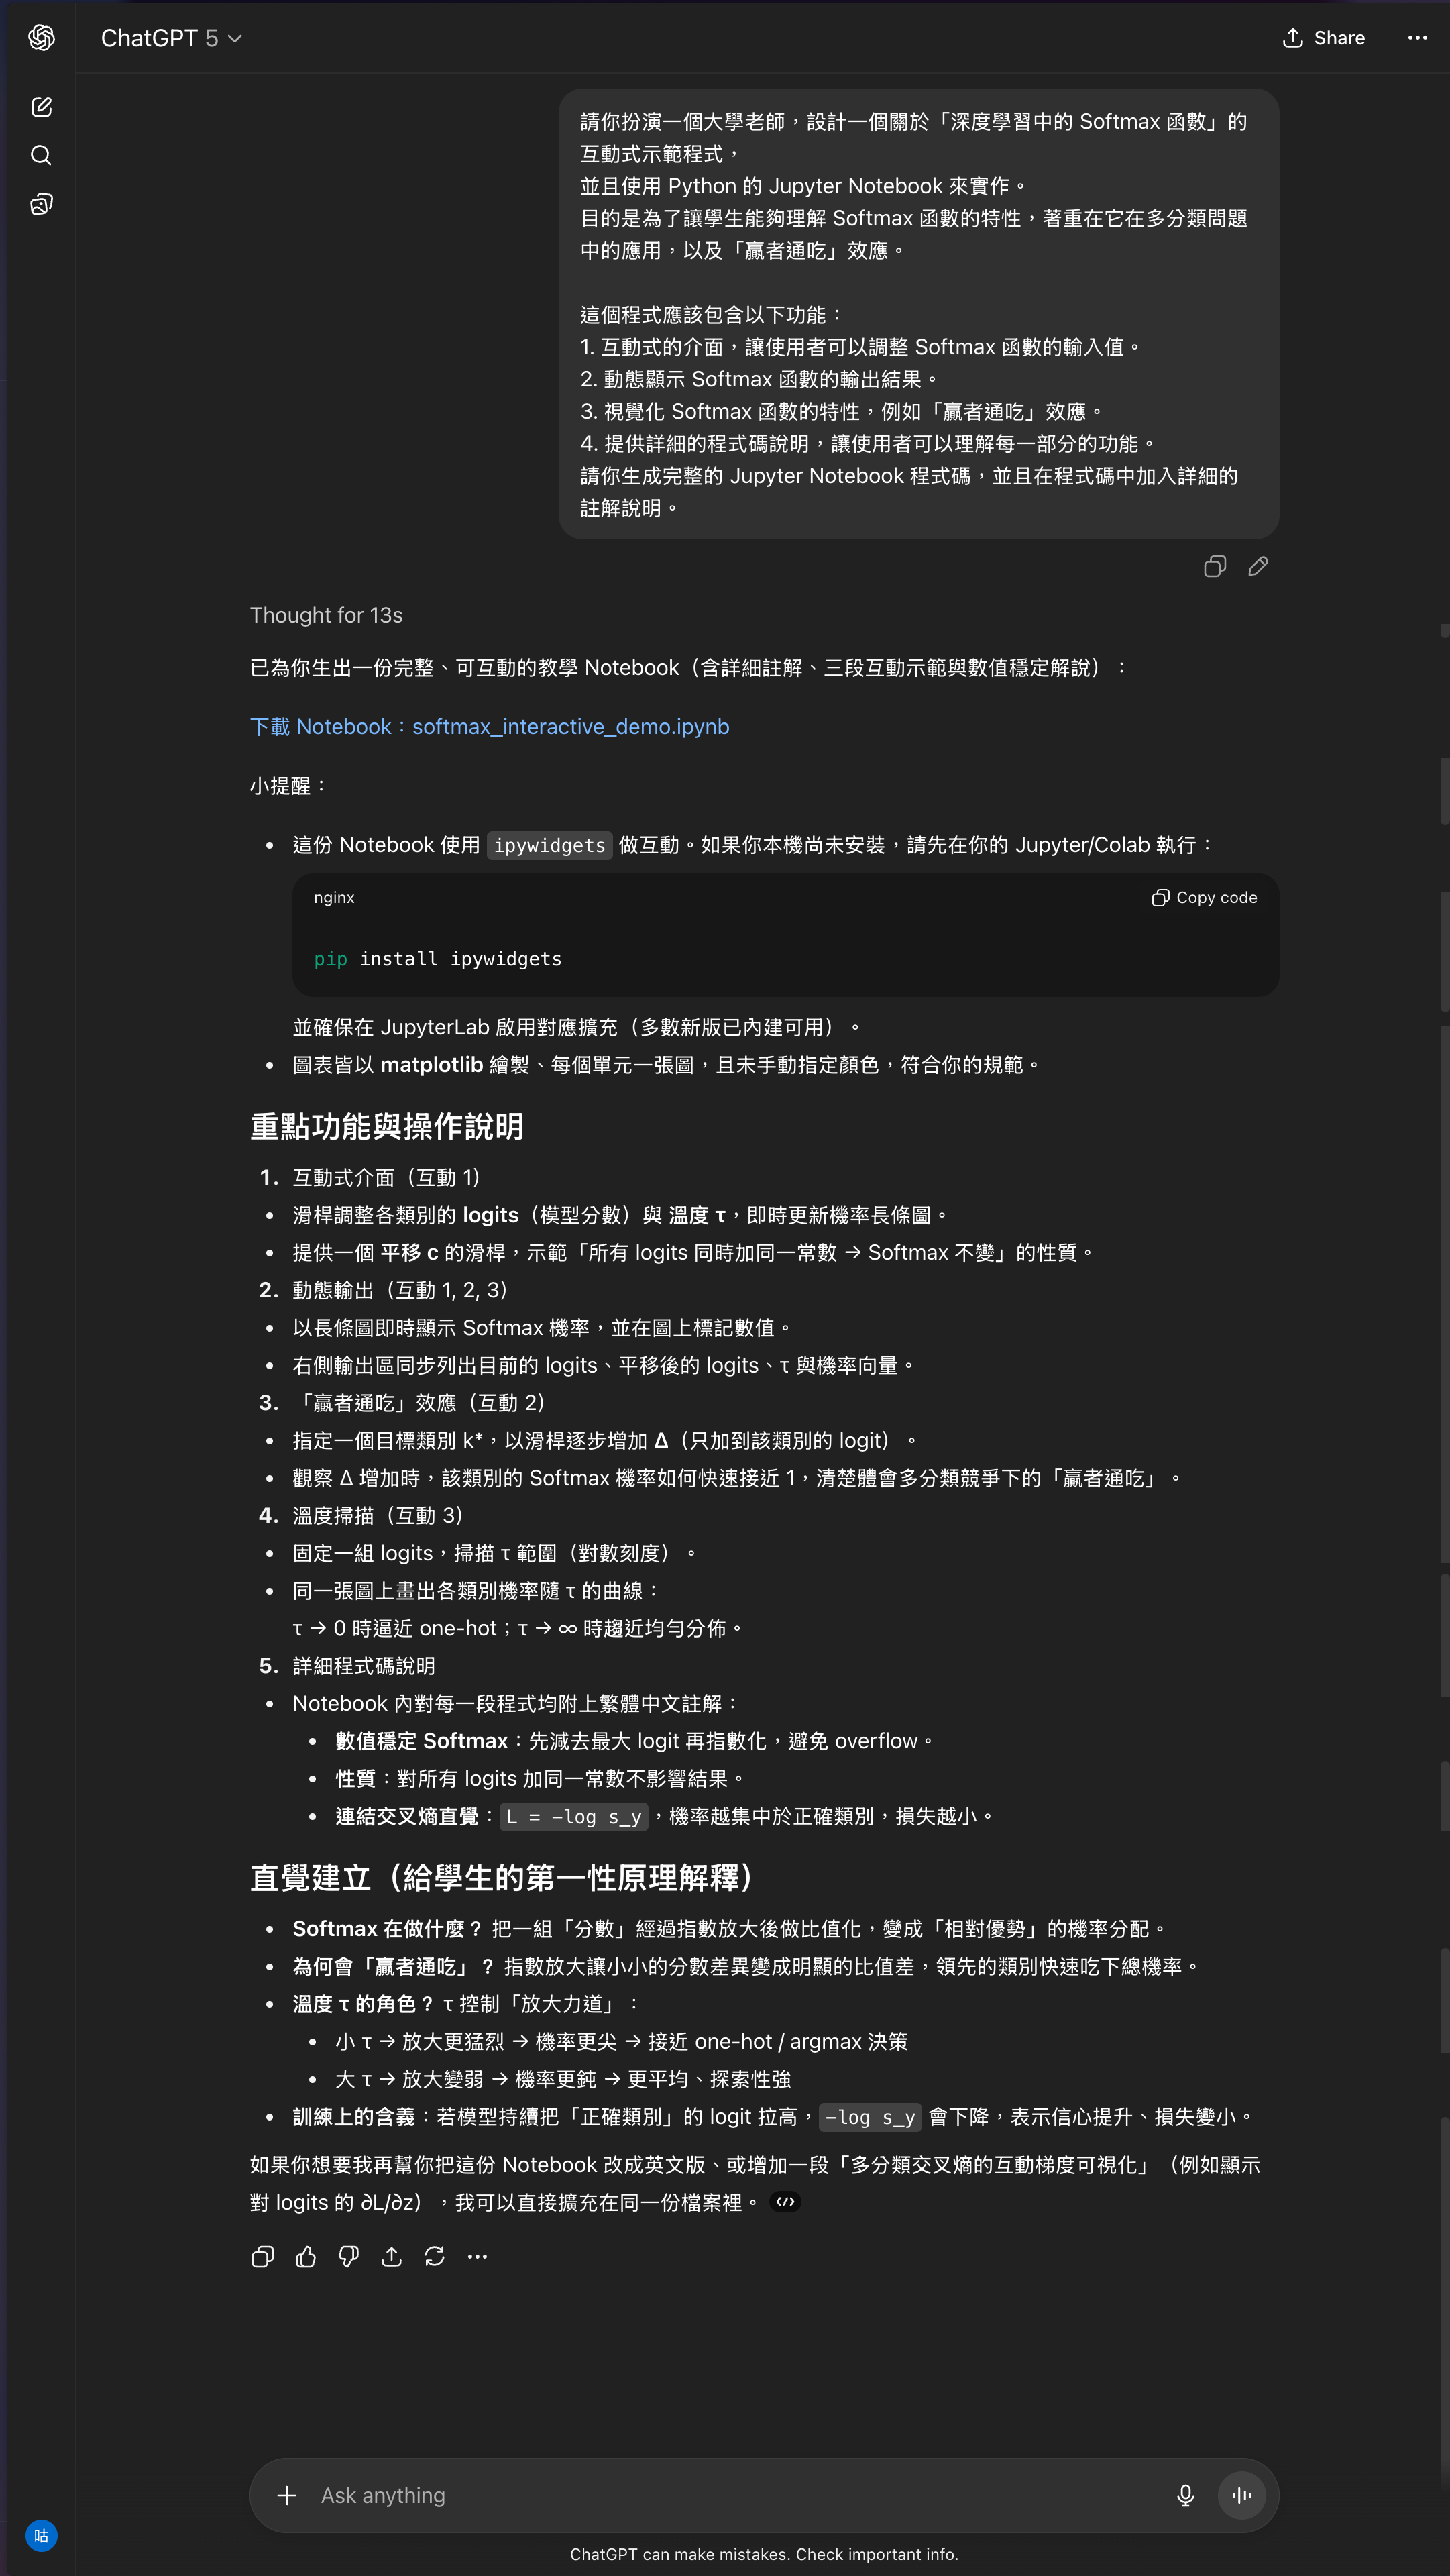 ChatGPT 5
Share
請你扮演一個大學老師，設計一個關於「深度學習中的 Softmax 函數」的
互動式示範程式，
並且使用 Python 的 Jupyter Notebook 來實作。
目的是為了讓學生能夠理解 Softmax 函數的特性，著重在它在多分類問題
中的應用，以及「贏者通吃」效應。
這個程式應該包含以下功能：
1. 互動式的介面，讓使用者可以調整 Softmax 函數的輸入值。
2. 動態顯示 Softmax 函數的輸出結果。
3. 視覺化 Softmax 函數的特性，例如「贏者通吃」效應。
4. 提供詳細的程式碼說明，讓使用者可以理解每一部分的功能。
請你生成完整的 Jupyter Notebook 程式碼，並且在程式碼中加入詳細的
註解說明。
Thought for 13s
已為你生出一份完整、可互動的教學 Notebook（含詳細註解、三段互動示範與數值穩定解說）：
下載 Notebook：softmax_interactive_demo.ipynb
小提醒：
• 這份 Notebook 使用 ipywidgets 做互動。如果你本機尚未安裝，請先在你的 Jupyter/Colab 執行：
nginx
Copy code
pip install ipywidgets
並確保在 JupyterLab 啟用對應擴充（多數新版已內建可用）。
• 圖表皆以 matplotlib 繪製、每個單元一張圖，且未手動指定顏色，符合你的規範。
重點功能與操作說明
1. 互動式介面（互動 1）
• 滑桿調整各類別的 logits（模型分數）與 溫度 τ，即時更新機率長條圖。
• 提供一個 平移 c 的滑桿，示範「所有 logits 同時加同一常數 → Softmax 不變」的性質。
2. 動態輸出（互動 1, 2, 3）
• 以長條圖即時顯示 Softmax 機率，並在圖上標記數值。
• 右側輸出區同步列出目前的 logits、平移後的 logits、τ 與機率向量。
3. 「贏者通吃」效應（互動 2）
• 指定一個目標類別 k*，以滑桿逐步增加 Δ（只加到該類別的 logit）。
• 觀察 Δ 增加時，該類別的 Softmax 機率如何快速接近 1，清楚體會多分類競爭下的「贏者通吃」。
4. 溫度掃描（互動 3）
• 固定一組 logits，掃描 τ 範圍（對數刻度）。
• 同一張圖上畫出各類別機率隨 τ 的曲線：
τ → 0 時逼近 one-hot；τ → ∞ 時趨近均勻分佈。
5. 詳細程式碼說明
• Notebook 內對每一段程式均附上繁體中文註解：
• 數值穩定 Softmax：先減去最大 logit 再指數化，避免 overflow。
• 性質：對所有 logits 加同一常數不影響結果。
• 連結交叉熵直覺：L = -log s_y，機率越集中於正確類別，損失越小。
直覺建立（給學生的第一性原理解釋）
• Softmax 在做什麼？ 把一組「分數」經過指數放大後做比值化，變成「相對優勢」的機率分配。
• 為何會「贏者通吃」？ 指數放大讓小小的分數差異變成明顯的比值差，領先的類別快速吃下總機率。
• 溫度 τ 的角色？ τ 控制「放大力道」：
• 小 τ → 放大更猛烈 → 機率更尖 → 接近 one-hot / argmax 決策
• 大 τ → 放大變弱 → 機率更鈍 → 更平均、探索性強
• 訓練上的含義：若模型持續把「正確類別」的 logit 拉高，-log s_y 會下降，表示信心提升、損失變小。
如果你想要我再幫你把這份 Notebook 改成英文版、或增加一段「多分類交叉熵的互動梯度可視化」（例如顯示
對 logits 的 ∂L/∂z），我可以直接擴充在同一份檔案裡。
Ask anything
咕
ChatGPT can make mistakes. Check important info.